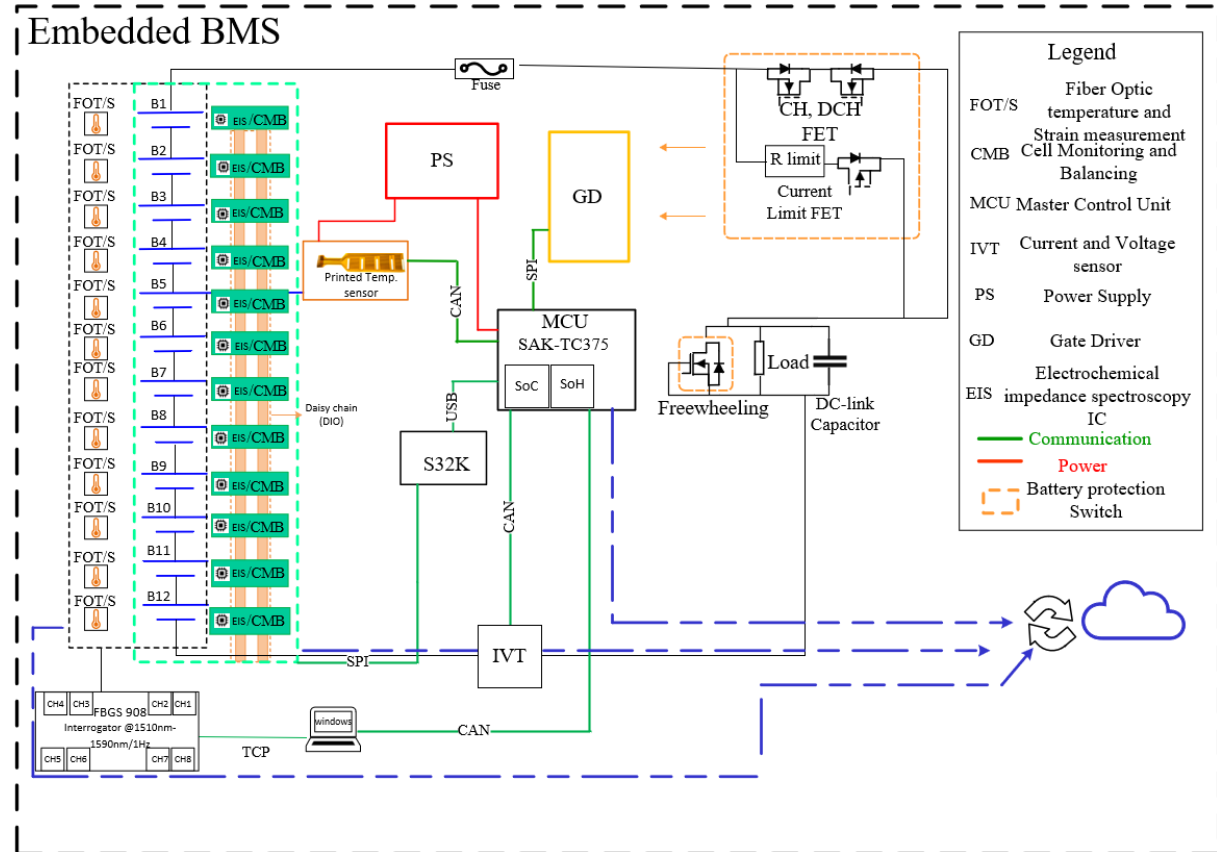 Embedded BMS
Fuse
CH, DCH
FET
R limit
Current
Limit FET
PS
GD
SPI
FOT/S
FOT/S
FOT/S
FOT/S
FOT/S
FOT/S
FOT/S
FOT/S
FOT/S
FOT/S
FOT/S
FOT/S
B1
B2
B3
B4
B5
B6
B7
B8
B9
B10
B11
B12
EIS/CMB
EIS/CMB
EIS/CMB
EIS/CMB
EIS/CMB
EIS/CMB
EIS/CMB
EIS/CMB
EIS/CMB
EIS/CMB
EIS/CMB
EIS/CMB
Printed Temp.
sensor
CAN
MCU
SAK-TC375
SoC
SoH
USB
Daisy chain
(DIO)
S32K
CAN
SPI
IVT
Freewheeling
Load
DC-link
Capacitor
CH4
CH3
CH2
CH1
FBGS 908
Interrogator @1510nm-
1590nm/1Hz
CH5
CH6
CH7
CH8
TCP
windows
CAN
Legend
FOT/S
Fiber Optic
temperature and
Strain measurement
CMB
Cell Monitoring and
Balancing
MCU
Master Control Unit
IVT
Current and Voltage
sensor
PS
Power Supply
GD
Gate Driver
EIS
Electrochemical
impedance spectroscopy
IC
Communication
Power
Battery protection
Switch